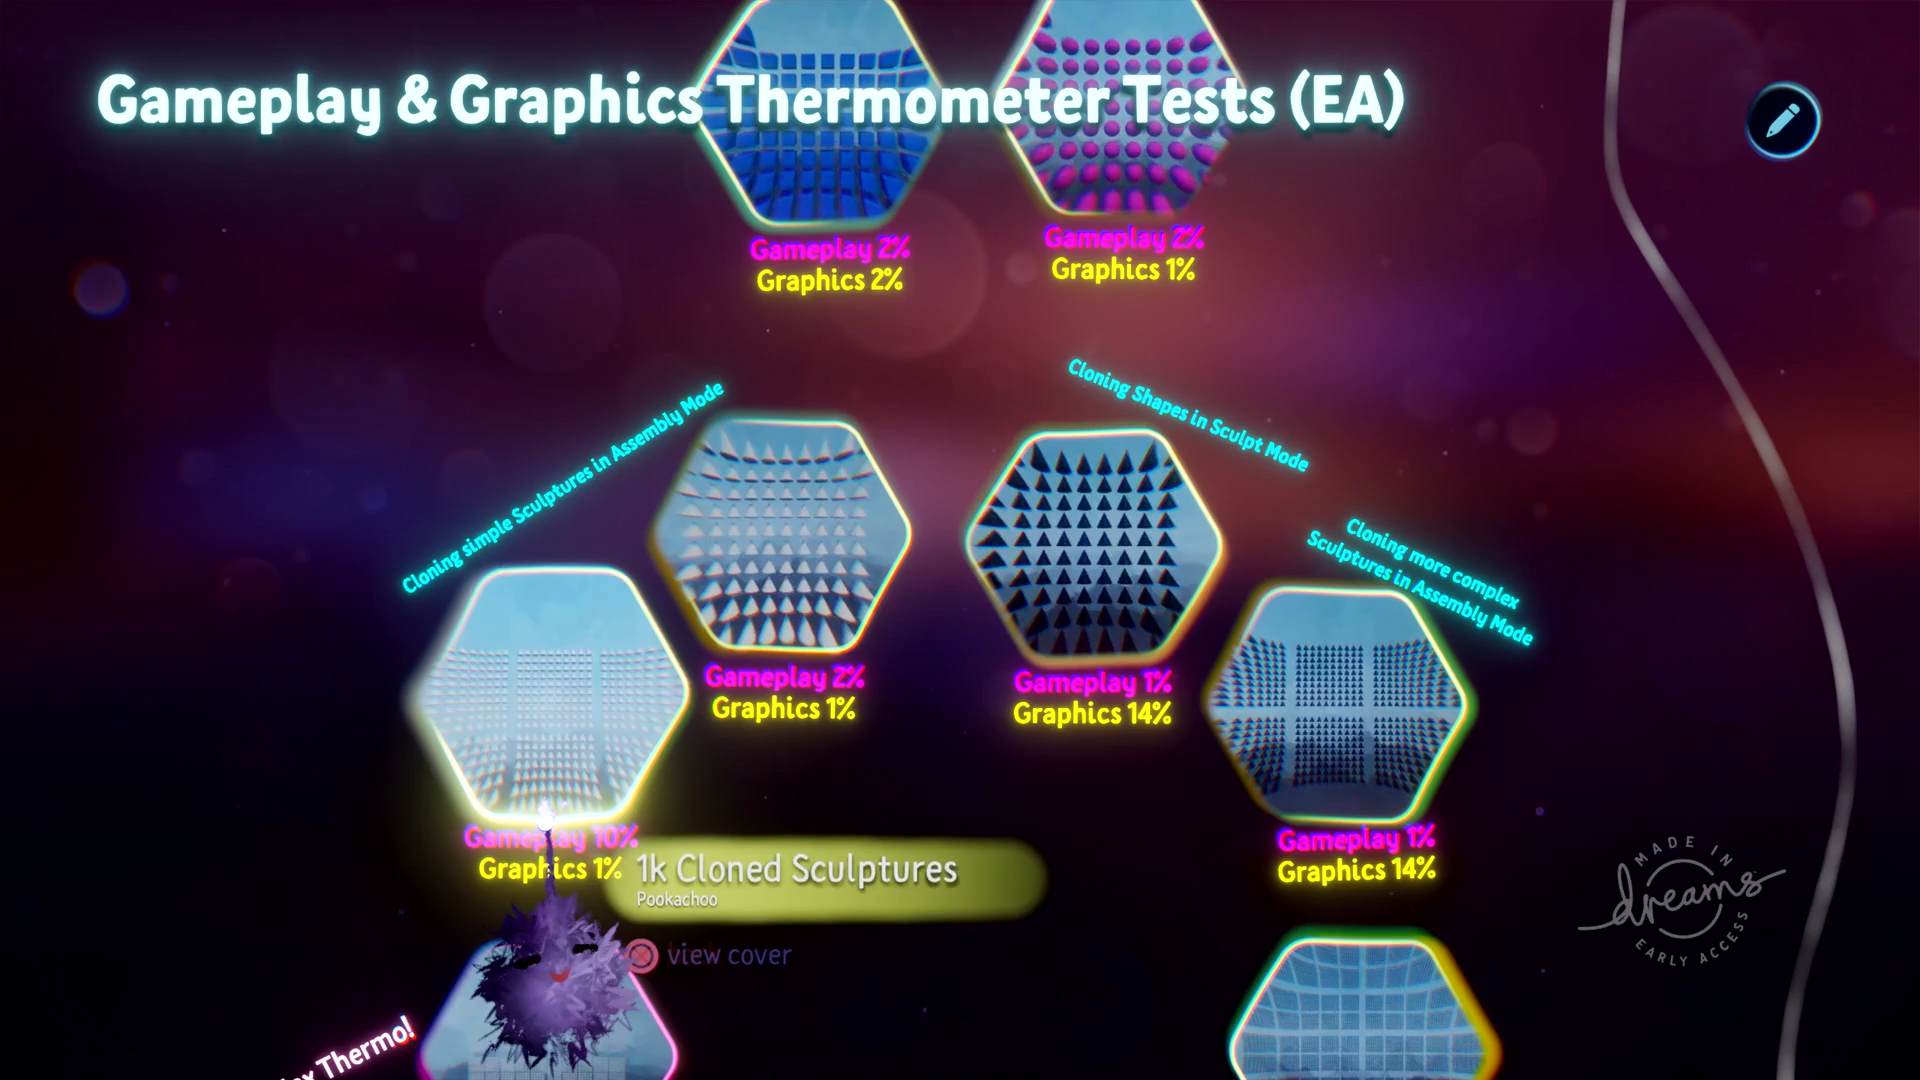 Gameplay & Graphics Thermometer Tests (EA)
Gameplay 2%
Graphics 2%
Gameplay 2%
Graphics 1%
Cloning simple Sculptures in Assembly Mode
Cloning Shapes in Sculpt Mode
Cloning more complex
Sculptures in Assembly Mode
Gameplay 2%
Graphics 1%
Gameplay 1%
Graphics 14%
Gameplay 10%
Graphics 1%
1k Cloned Sculptures
Pookachoo
view cover
Gameplay 1%
Graphics 14%
MADE IN
dreams
EARLY ACCESS
Thermo!